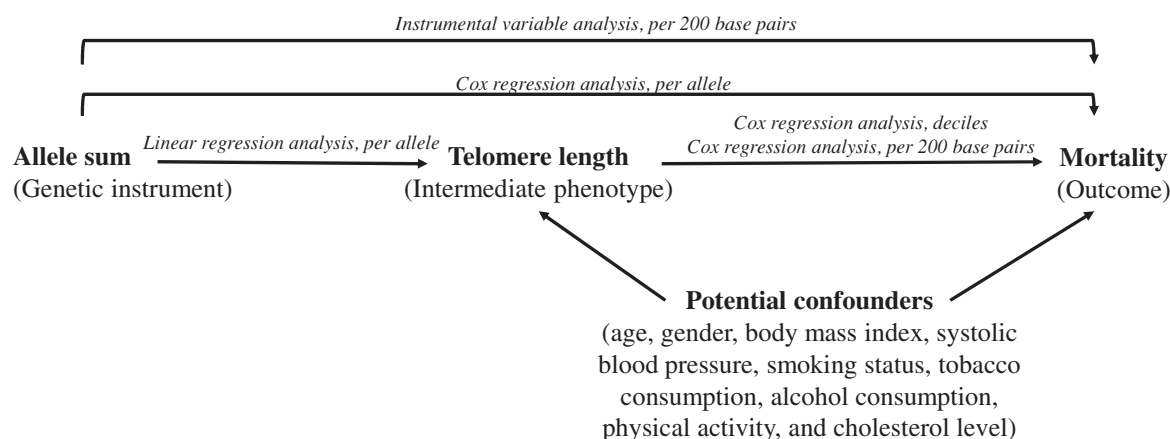 Instrumental variable analysis, per 200 base pairs
Cox regression analysis, per allele
Linear regression analysis, per allele
Cox regression analysis, deciles
Cox regression analysis, per 200 base pairs
Allele sum
(Genetic instrument)
Telomere length
(Intermediate phenotype)
Mortality
(Outcome)
Potential confounders
(age, gender, body mass index, systolic
blood pressure, smoking status, tobacco
consumption, alcohol consumption,
physical activity, and cholesterol level)